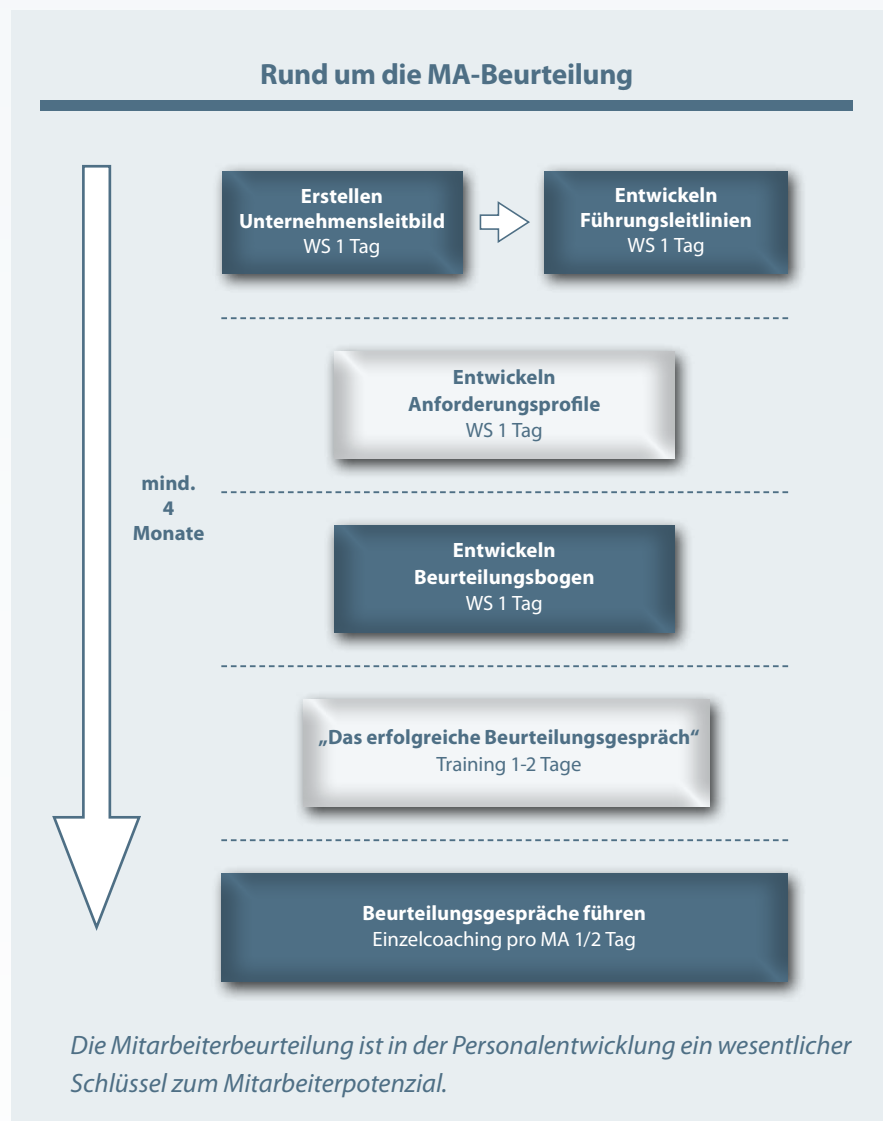 Rund um die MA-Beurteilung
Erstellen
Unternehmensleitbild
WS 1 Tag
Entwickeln
Führungsleitlinien
WS 1 Tag
Entwickeln
Anforderungsprofile
WS 1 Tag
mind.
4
Monate
Entwickeln
Beurteilungsbogen
WS 1 Tag
„Das erfolgreiche Beurteilungsgespräch“
Training 1-2 Tage
Beurteilungsgespräche führen
Einzelcoaching pro MA 1/2 Tag
Die Mitarbeiterbeurteilung ist in der Personalentwicklung ein wesentlicher
Schlüssel zum Mitarbeiterpotenzial.